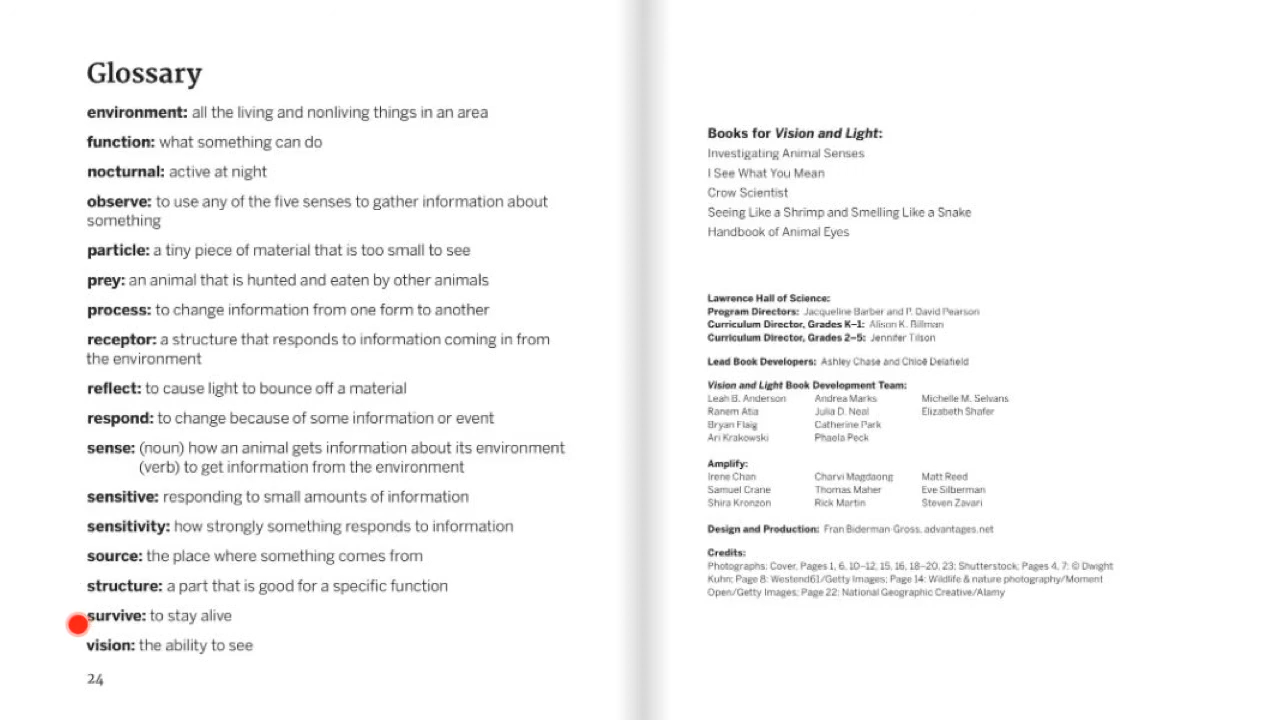 Glossary
environment: all the living and nonliving things in an area
function: what something can do
nocturnal: active at night
observe: to use any of the five senses to gather information about
something
particle: a tiny piece of material that is too small to see
prey: an animal that is hunted and eaten by other animals
process: to change information from one form to another
receptor: a structure that responds to information coming in from
the environment
reflect: to cause light to bounce off a material
respond: to change because of some information or event
sense: (noun) how an animal gets information about its environment
(verb) to get information from the environment
sensitive: responding to small amounts of information
sensitivity: how strongly something responds to information
source: the place where something comes from
structure: a part that is good for a specific function
survive: to stay alive
vision: the ability to see
24
Books for Vision and Light:
Investigating Animal Senses
I See What You Mean
Crow Scientist
Seeing Like a Shrimp and Smelling Like a Snake
Handbook of Animal Eyes
Lawrence Hall of Science:
Program Directors: Jacqueline Barber and P. David Pearson
Curriculum Director, Grades K–1: Alison K. Billman
Curriculum Director, Grades 2–5: Jennifer Tilson
Lead Book Developers: Ashley Chase and Chloë Delafield
Vision and Light Book Development Team:
Leah B. Anderson Andrea Marks Michelle M. Selvans
Ranem Atia Julia D. Neal Elizabeth Shafer
Bryan Flaig Catherine Park
Ari Krakowski Phaela Peck
Amplify:
Irene Chan Charvi Magdaong Matt Reed
Samuel Crane Thomas Maher Eve Silberman
Shira Kronzon Rick Martin Steven Zavari
Design and Production: Fran Biderman-Gross, advantages.net
Credits:
Photographs: Cover, Pages 1, 6, 10–12, 15, 16, 18–20, 23: Shutterstock; Pages 4, 7: © Dwight
Kuhn; Page 8: Westend61/Getty Images; Page 14: Wildlife & nature photography/Moment
Open/Getty Images; Page 22: National Geographic Creative/Alamy